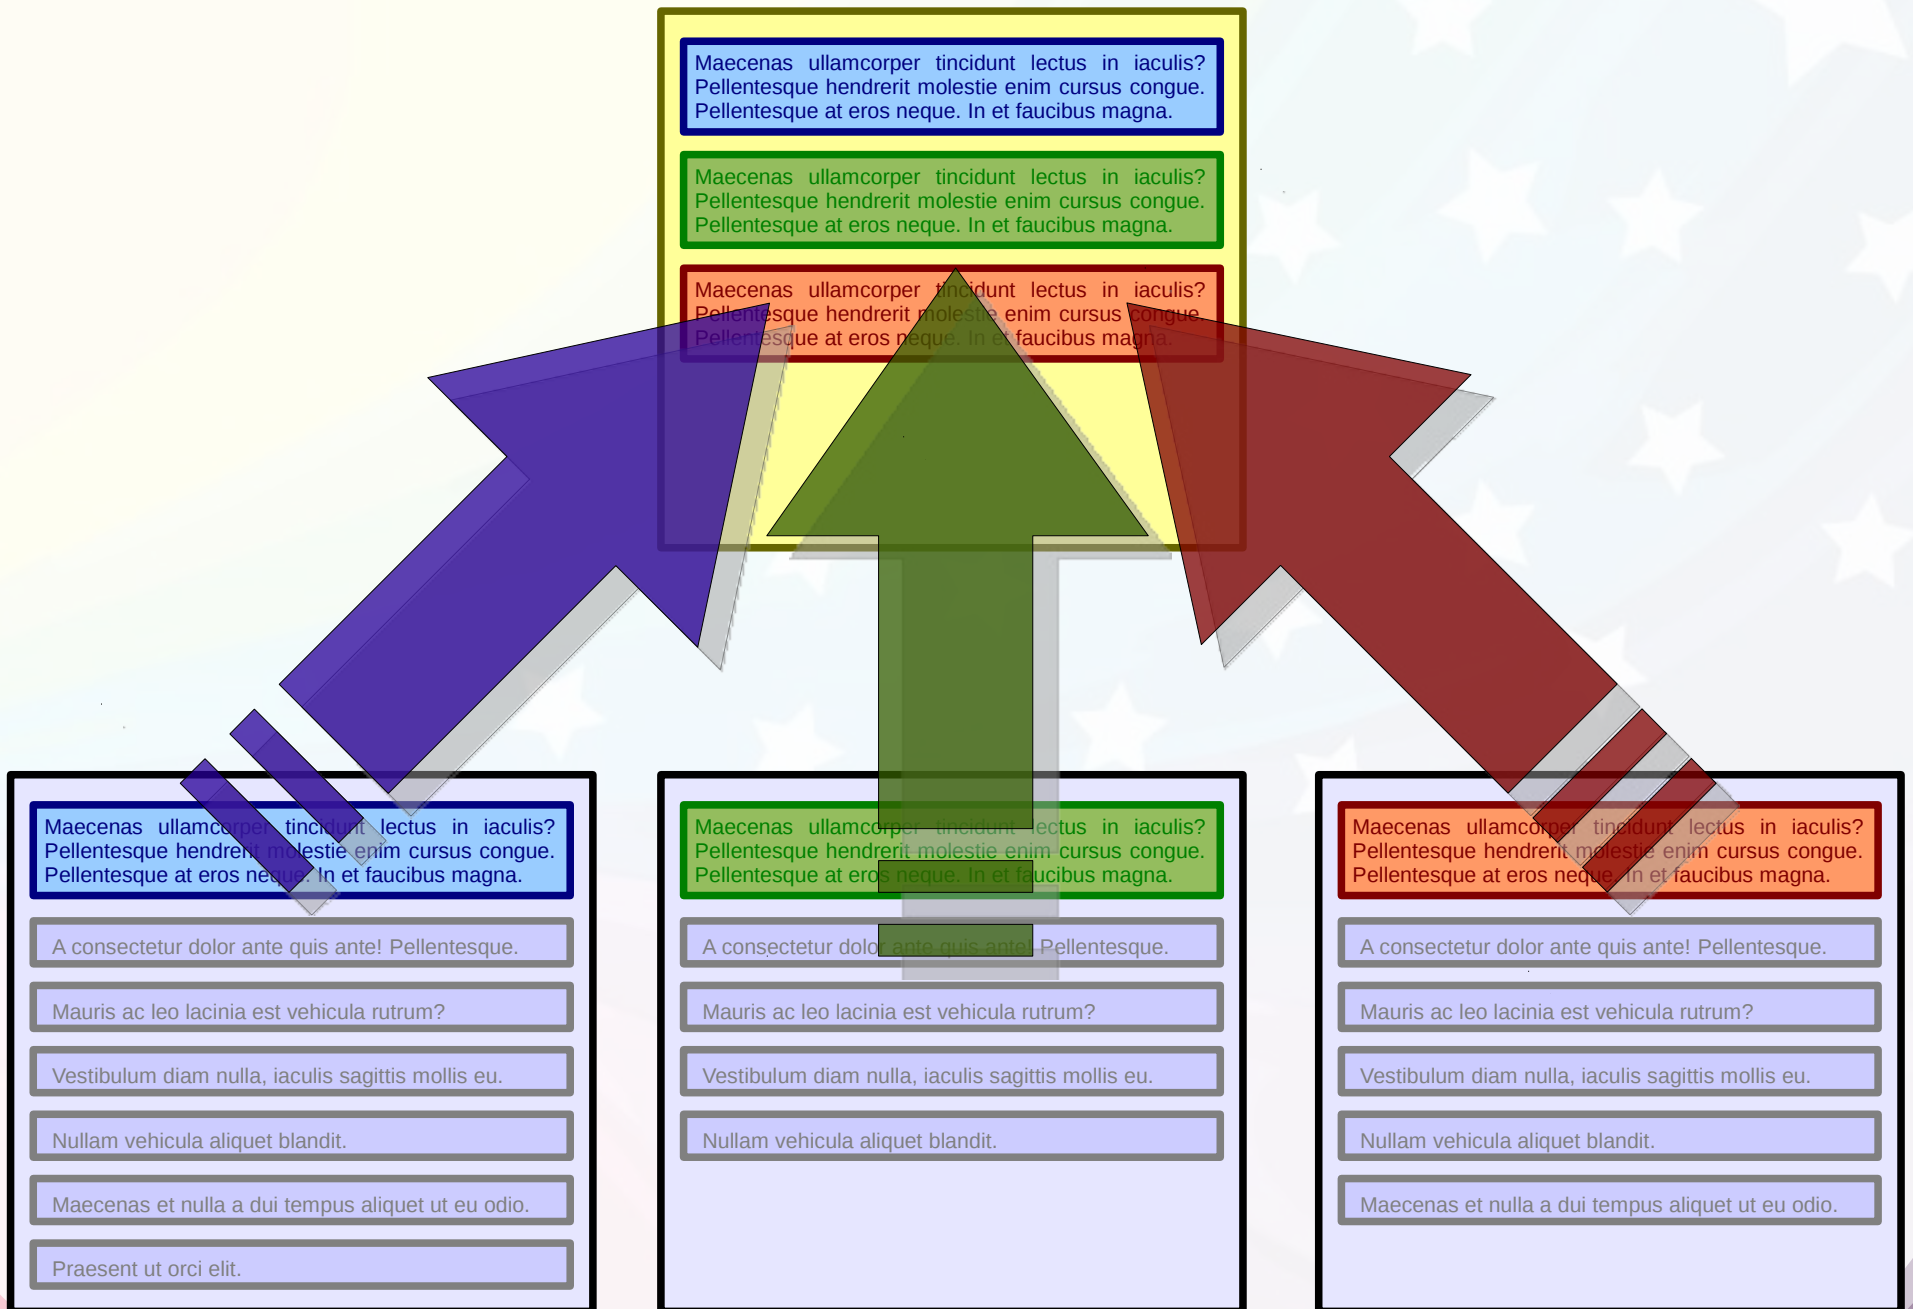 Maecenas ullamcorper tincidunt lectus in iaculis?
Pellentesque hendrerit molestie enim cursus congue.
Pellentesque at eros neque. In et faucibus magna.
Maecenas ullamcorper tincidunt lectus in iaculis?
Pellentesque hendrerit molestie enim cursus congue.
Pellentesque at eros neque. In et faucibus magna.
Maecenas ullamcorper tincidunt lectus in iaculis?
Pellentesque hendrerit molestie enim cursus congue.
Pellentesque at eros neque. In et faucibus magna.
Maecenas ullamcorper tincidunt lectus in iaculis?
Pellentesque hendrerit molestie enim cursus congue.
Pellentesque at eros neque. In et faucibus magna.
A consectetur dolor ante quis ante! Pellentesque.
Mauris ac leo lacinia est vehicula rutrum?
Vestibulum diam nulla, iaculis sagittis mollis eu.
Nullam vehicula aliquet blandit.
Maecenas et nulla a dui tempus aliquet ut eu odio.
Praesent ut orci elit.
Maecenas ullamcorper tincidunt lectus in iaculis?
Pellentesque hendrerit molestie enim cursus congue.
Pellentesque at eros neque. In et faucibus magna.
A consectetur dolor ante quis ante! Pellentesque.
Mauris ac leo lacinia est vehicula rutrum?
Vestibulum diam nulla, iaculis sagittis mollis eu.
Nullam vehicula aliquet blandit.
Maecenas ullamcorper tincidunt lectus in iaculis?
Pellentesque hendrerit molestie enim cursus congue.
Pellentesque at eros neque. In et faucibus magna.
A consectetur dolor ante quis ante! Pellentesque.
Mauris ac leo lacinia est vehicula rutrum?
Vestibulum diam nulla, iaculis sagittis mollis eu.
Nullam vehicula aliquet blandit.
Maecenas et nulla a dui tempus aliquet ut eu odio.